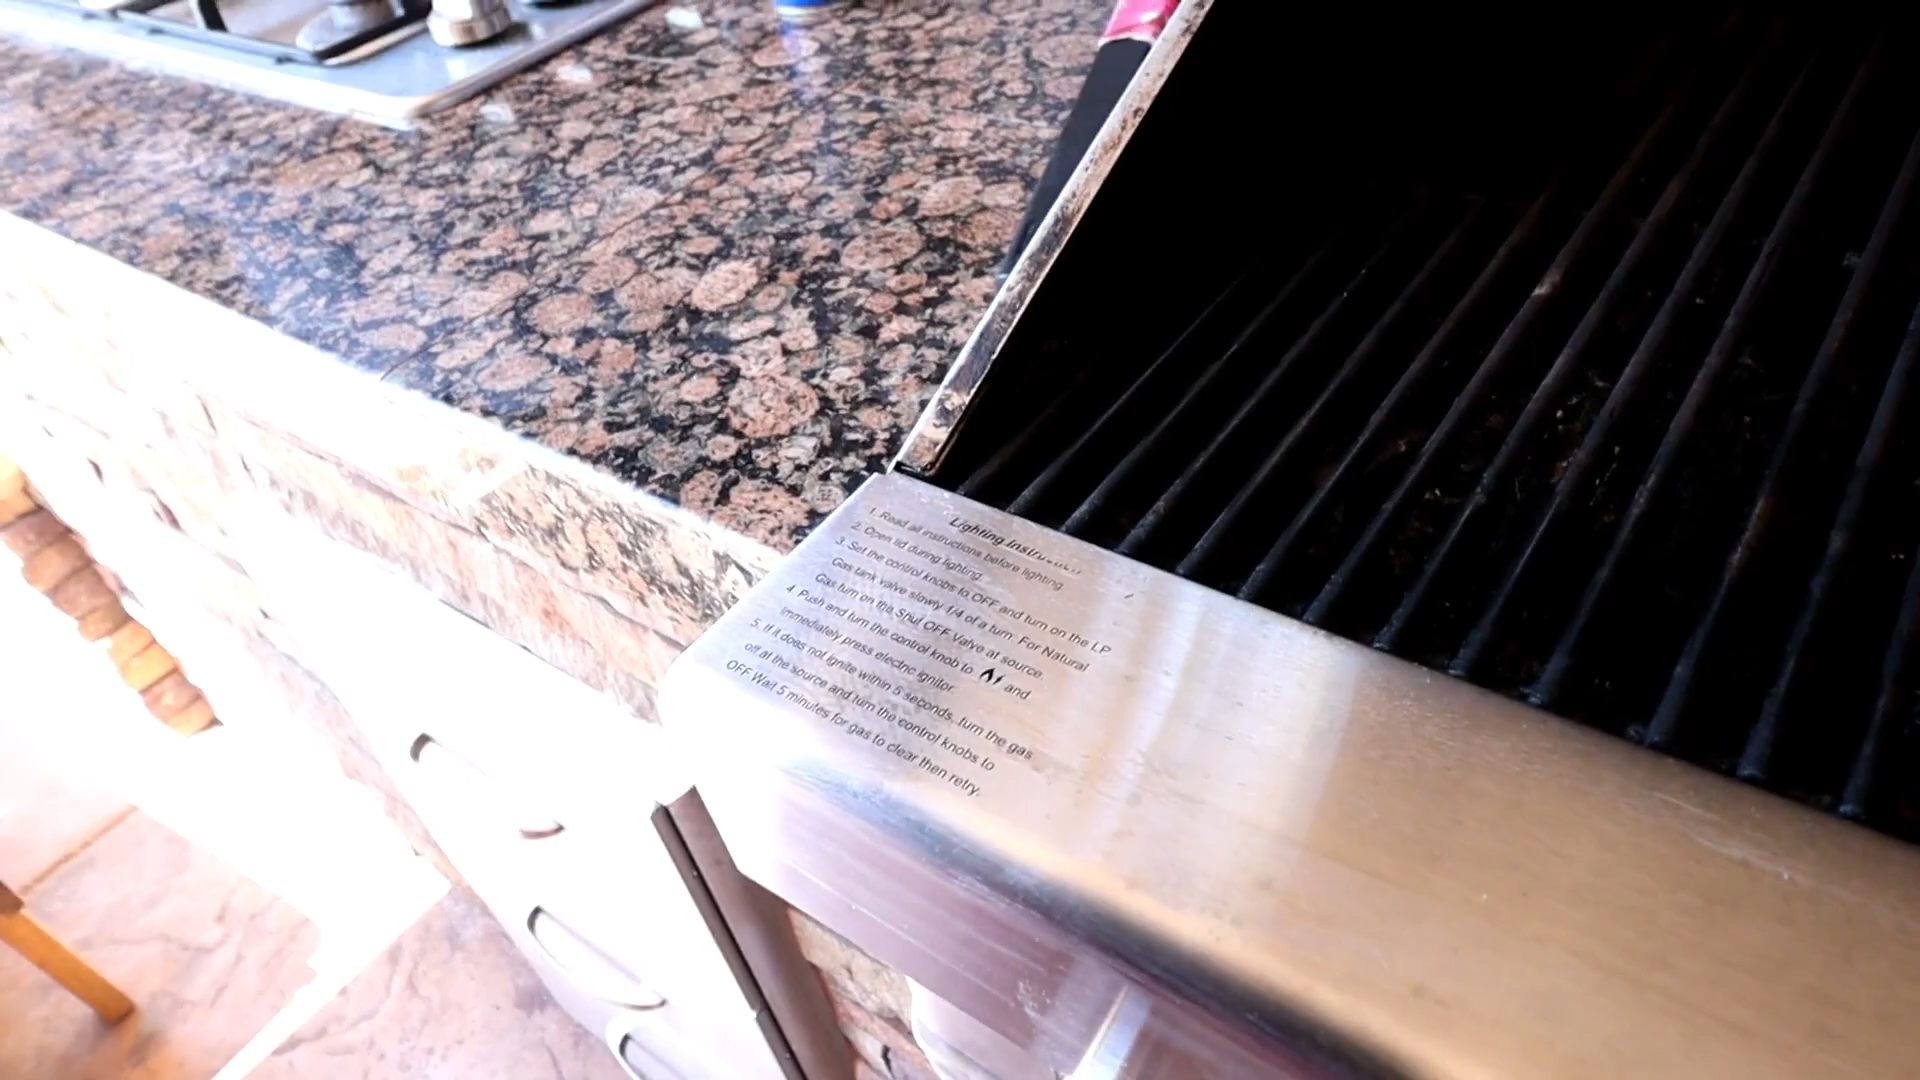 Lighting
1. Read all instructions before lighting
2. Open lid during lighting.
3. Set the control knobs to OFF and turn on the LP
Gas tank valve slowly 1/4 of a turn. For Natural
Gas turn on the Shut OFF Valve at source.
4. Push and turn the control knob to and
immediately press electric ignitor.
5. If it does not ignite within 5 seconds, turn the gas
off at the source and turn the control knobs to
OFF Wait 5 minutes for gas to clear then retry.